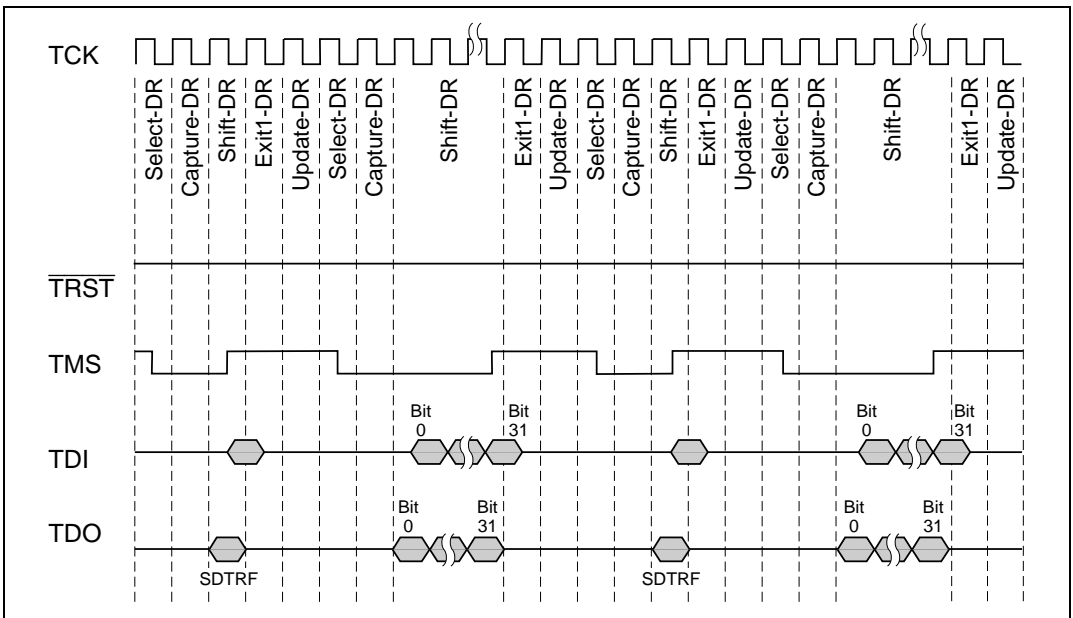 TCK
Select-DR
Capture-DR
Shift-DR
Exit1-DR
Update-DR
Select-DR
Capture-DR
Shift-DR
Exit1-DR
Update-DR
Select-DR
Capture-DR
Shift-DR
Exit1-DR
Update-DR
Select-DR
Capture-DR
Shift-DR
Exit1-DR
Update-DR
TRST
TMS
TDI
Bit
0
Bit
31
Bit
0
Bit
31
TDO
SDTRF
Bit
0
Bit
31
SDTRF
Bit
0
Bit
31